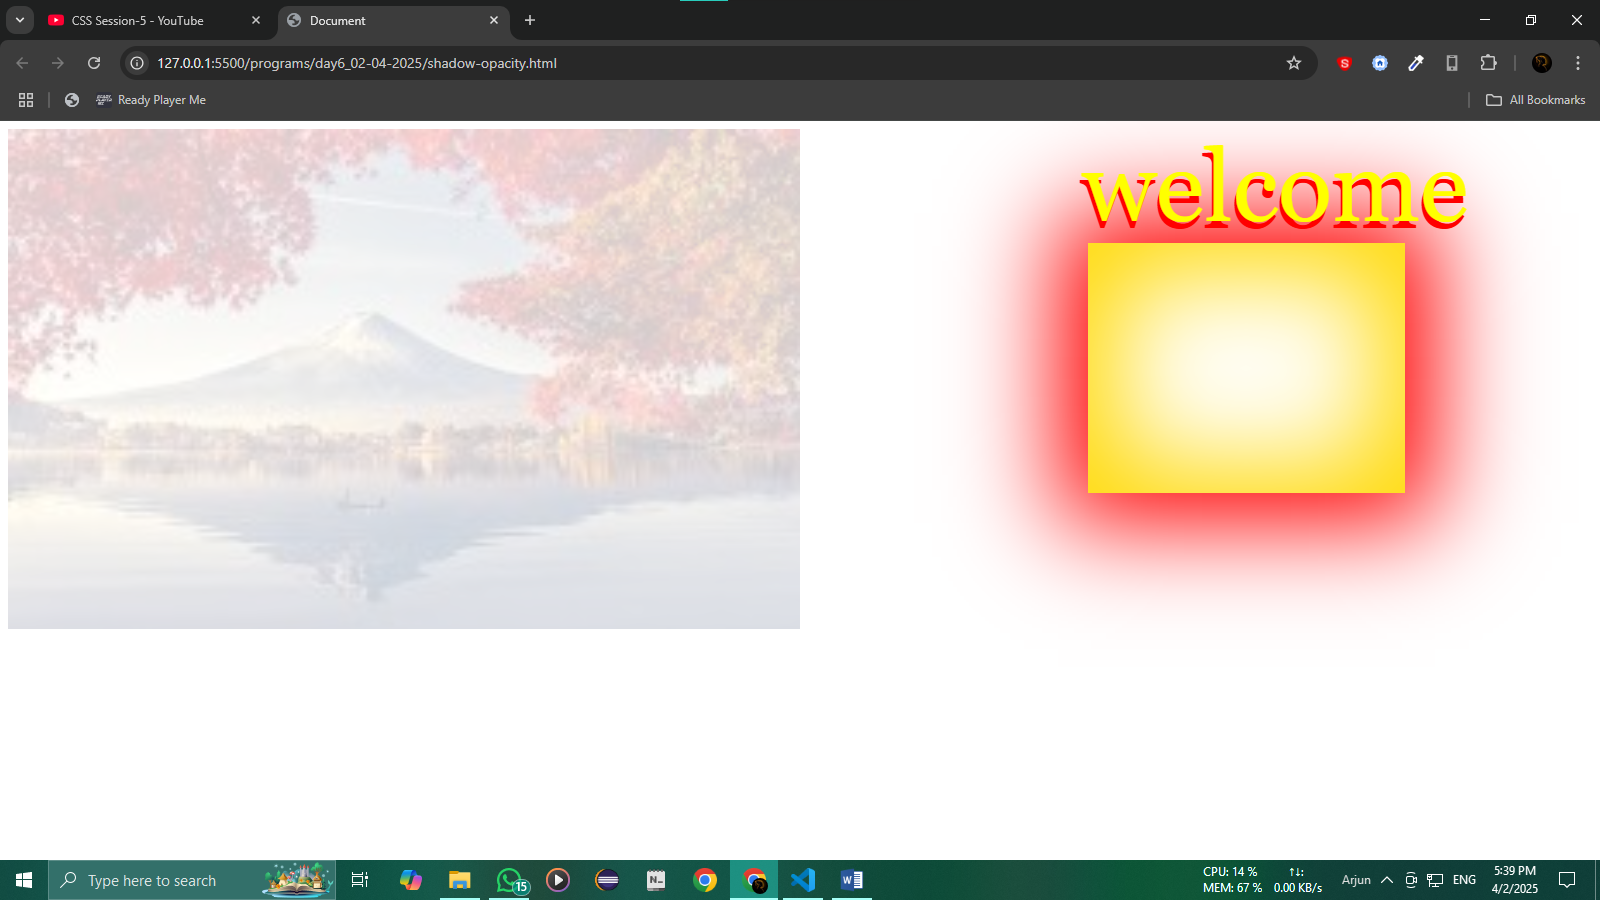 CSS Session-5 - YouTube
Document
127.0.0.1:5500/programs/day6_02-04-2025/shadow-opacity.html
Ready Player Me
All Bookmarks
welcome
Type here to search
15
CPU: 14 %
MEM: 67 %
0.00 KB/s
Arjun
ENG
5:39 PM
4/2/2025